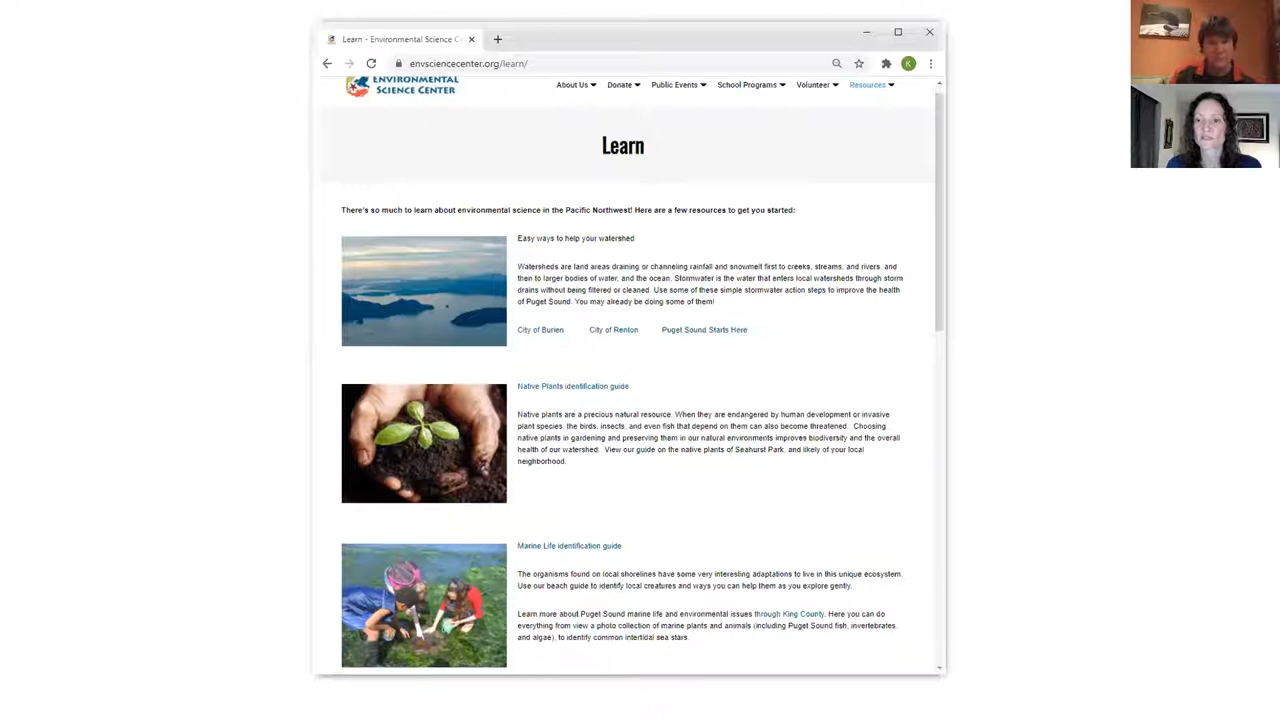 Learn - Environmental Science C
envsciencecenter.org/learn/
K
ENVIRONMENTAL
SCIENCE CENTER
About Us
Donate
Public Events
School Programs
Volunteer
Resources
Learn
There's so much to learn about environmental science in the Pacific Northwest! Here are a few resources to get you started:
Easy ways to help your watershed
Watersheds are land areas draining or channeling rainfall and snowmelt first to creeks, streams, and rivers, and
then to larger bodies of water, and the ocean. Stormwater is the water that enters local watersheds through storm
drains without being filtered or cleaned. Use some of these simple stormwater action steps to improve the health
of Puget Sound. You may already be doing some of them!
City of Burien City of Renton Puget Sound Starts Here
Native Plants identification guide
Native plants are a precious natural resource. When they are endangered by human development or invasive
plant species, the birds, insects, and even fish that depend on them can also become threatened. Choosing
native plants in gardening and preserving them in our natural environments improves biodiversity and the overall
health of our watershed. View our guide on the native plants of Seahurst Park, and likely of your local
neighborhood.
Marine Life identification guide
The organisms found on local shorelines have some very interesting adaptations to live in this unique ecosystem.
Use our beach guide to identify local creatures and ways you can help them as you explore gently.
Learn more about Puget Sound marine life and environmental issues through King County. Here you can do
everything from view a photo collection of marine plants and animals (including Puget Sound fish, invertebrates,
and algae), to identify common intertidal sea stars.